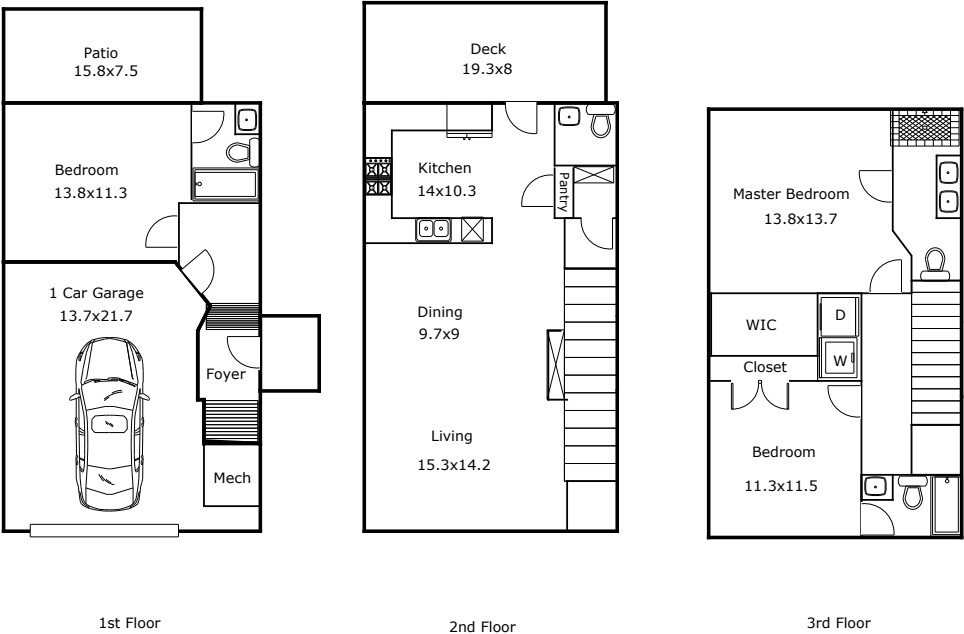 Patio
15.8x7.5
Bedroom
13.8x11.3
1 Car Garage
13.7x21.7
Foyer
Mech
1st Floor
Deck
19.3x8
Kitchen
14x10.3
Pantry
Dining
9.7x9
Living
15.3x14.2
2nd Floor
Master Bedroom
13.8x13.7
WIC
D
W
Closet
Bedroom
11.3x11.5
3rd Floor